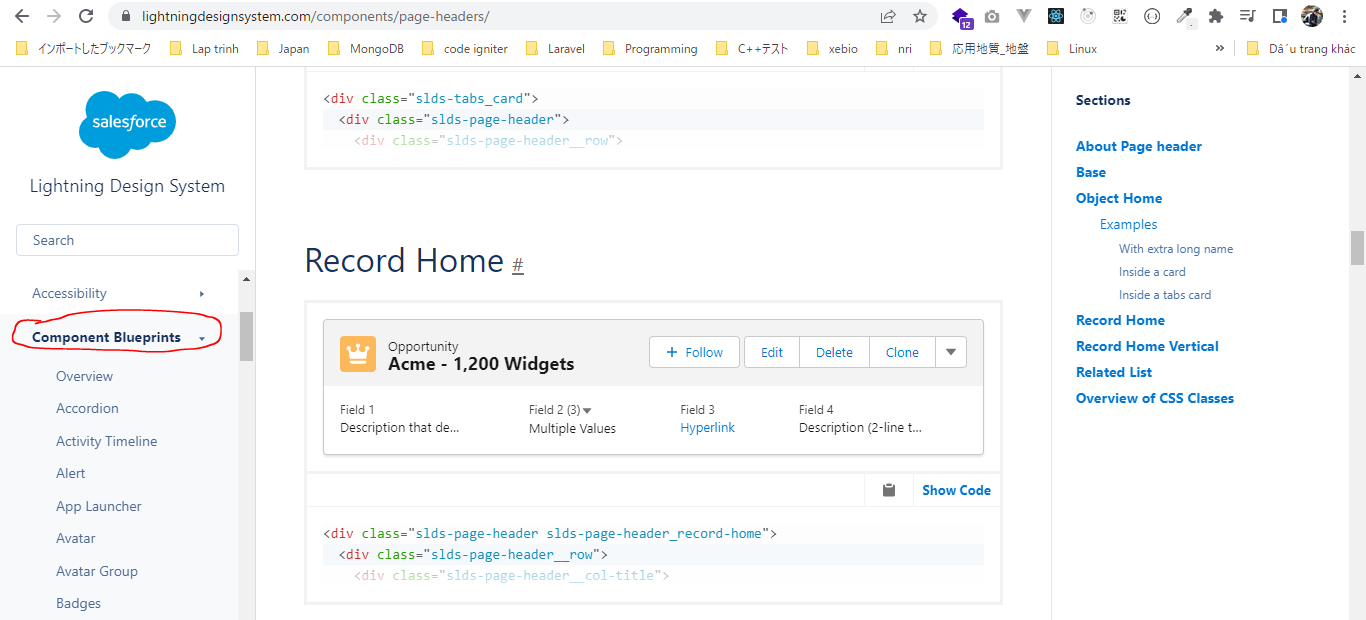 lightningdesignsystem.com/components/page-headers/
12
インポートしたブックマーク
Lap trinh
Japan
MongoDB
code igniter
Laravel
Programming
C++テスト
xebio
nri
応用地質_地盤
Linux
»
Dấu trang khác
salesforce
Lightning Design System
Search
Accessibility
Component Blueprints
Overview
Accordion
Activity Timeline
Alert
App Launcher
Avatar
Avatar Group
Badges
<div class="slds-tabs_card">
<div class="slds-page-header">
<div class="slds-page-header__row">
Record Home #
Opportunity
Acme - 1,200 Widgets
+ Follow
Edit
Delete
Clone
Field 1
Description that de...
Field 2 (3)
Multiple Values
Field 3
Hyperlink
Field 4
Description (2-line t...
Show Code
<div class="slds-page-header slds-page-header_record-home">
<div class="slds-page-header__row">
<div class="slds-page-header__col-title">
Sections
About Page header
Base
Object Home
Examples
With extra long name
Inside a card
Inside a tabs card
Record Home
Record Home Vertical
Related List
Overview of CSS Classes